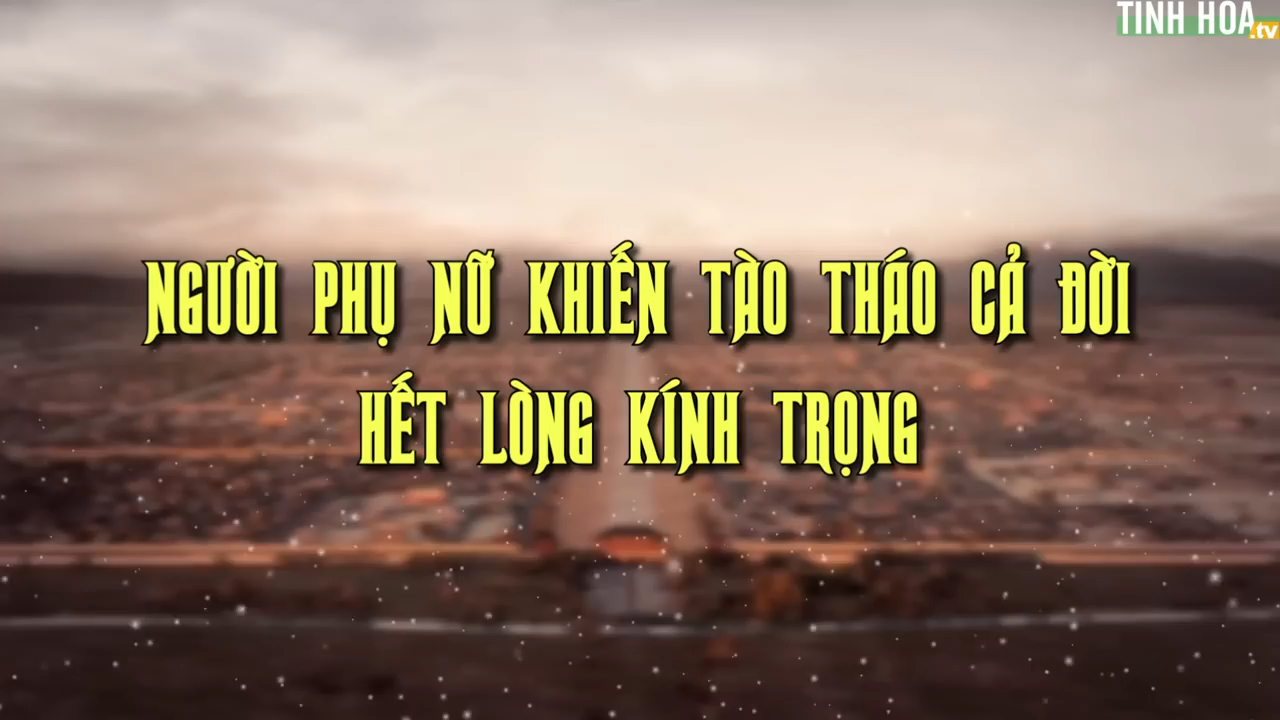 TINH HOA
.tv
NGƯỜI PHỤ NỮ KHIẾN TÀO THÁO CẢ ĐỜI
HẾT LÒNG KÍNH TRỌNG